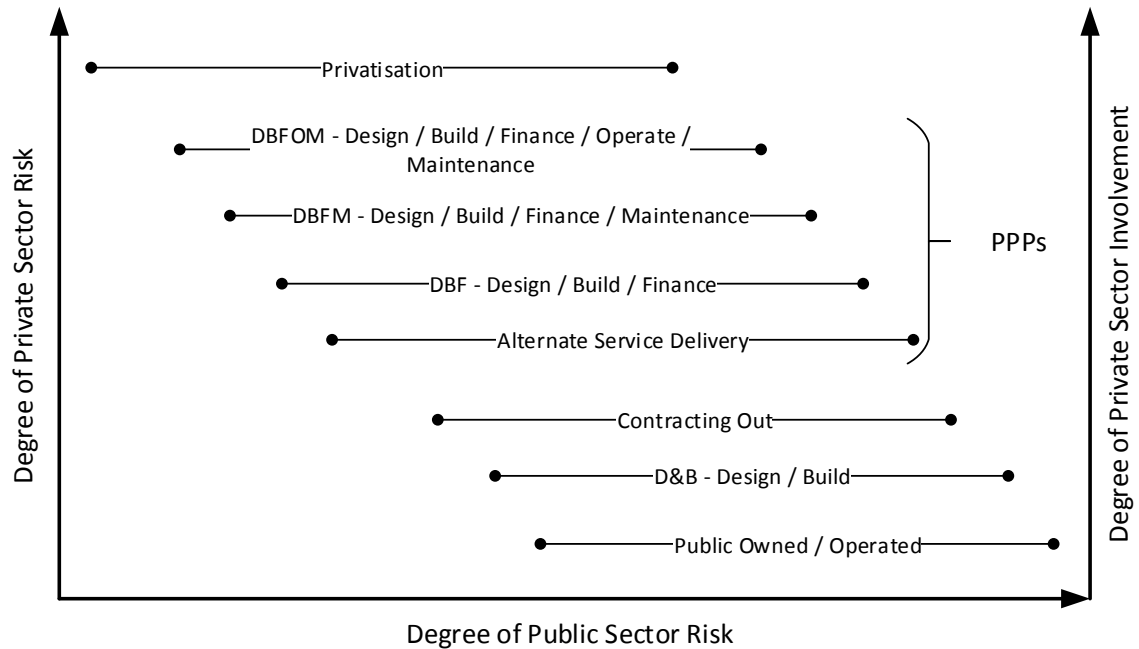 Privatisation
DBFOM - Design / Build / Finance / Operate /
Maintenance
DBFM - Design / Build / Finance / Maintenance
DBF - Design / Build / Finance
Alternate Service Delivery
Contracting Out
D&B - Design / Build
Public Owned / Operated
PPPs
Degree of Private Sector Risk
Degree of Private Sector Involvement
Degree of Public Sector Risk